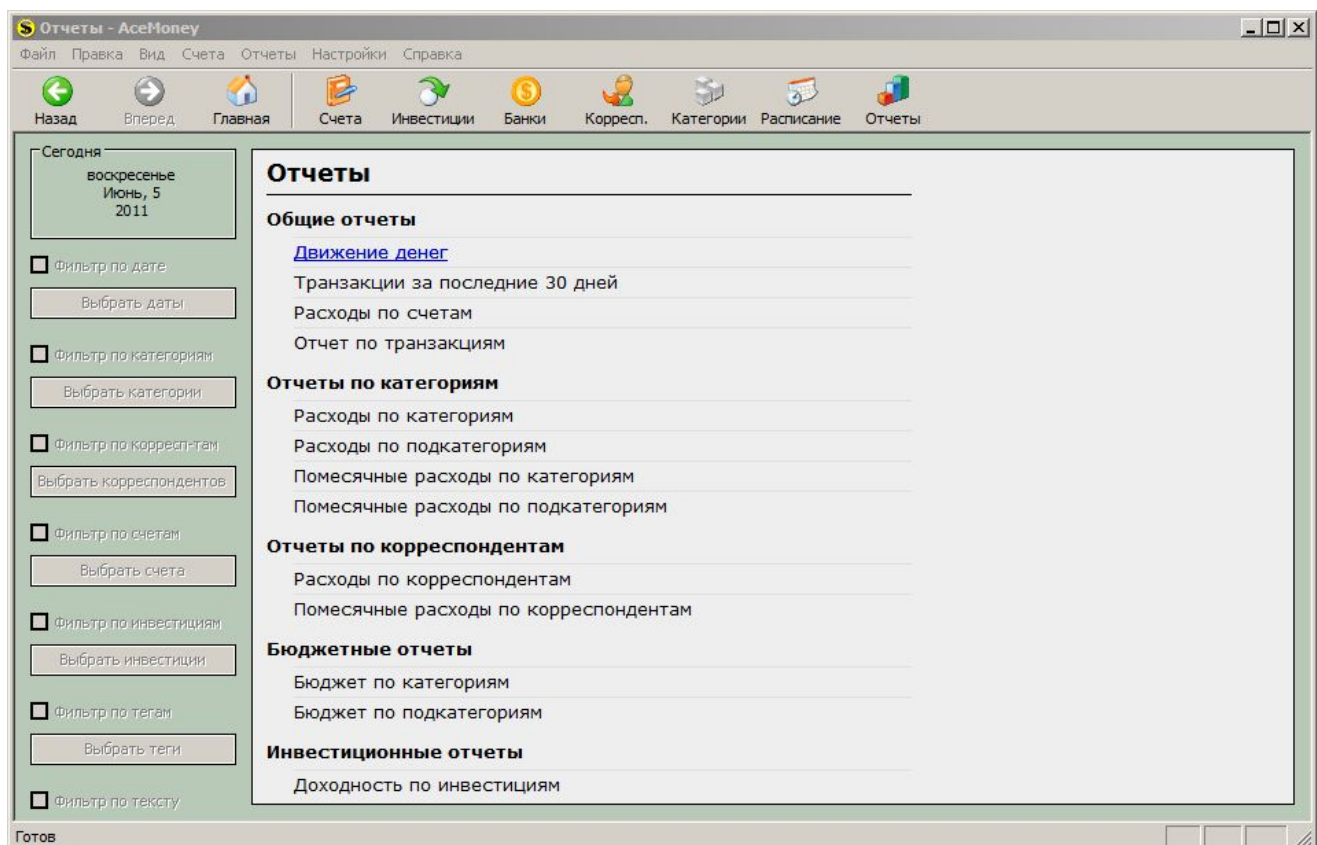 Отчеты - AceMoney
Файл Правка Вид Счета Отчеты Настройки Справка
Назад Вперед Главная Счета Инвестиции Банки Корресп. Категории Расписание Отчеты
Сегодня
воскресенье
Июнь, 5
2011
Фильтр по дате
Выбрать даты
Фильтр по категориям
Выбрать категории
Фильтр по корресп-там
Выбрать корреспондентов
Фильтр по счетам
Выбрать счета
Фильтр по инвестициям
Выбрать инвестиции
Фильтр по тегам
Выбрать теги
Фильтр по тексту
Отчеты
Общие отчеты
Движение денег
Транзакции за последние 30 дней
Расходы по счетам
Отчет по транзакциям
Отчеты по категориям
Расходы по категориям
Расходы по подкатегориям
Помесячные расходы по категориям
Помесячные расходы по подкатегориям
Отчеты по корреспондентам
Расходы по корреспондентам
Помесячные расходы по корреспондентам
Бюджетные отчеты
Бюджет по категориям
Бюджет по подкатегориям
Инвестиционные отчеты
Доходность по инвестициям
Готов